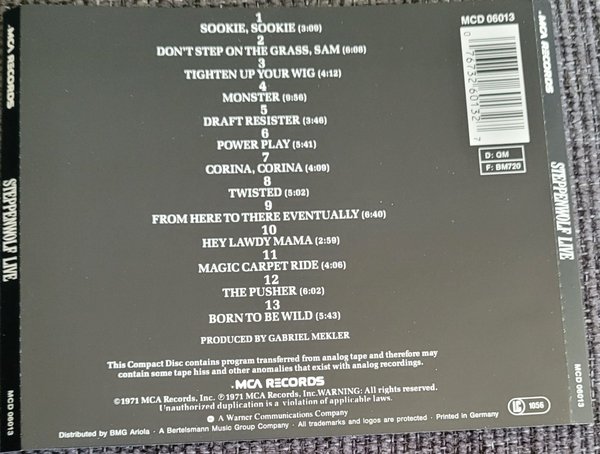 MCA RECORDS
STEPPENWOLF LIVE
MCD 06013
1
SOOKIE, SOOKIE (3:09)
2
DON'T STEP ON THE GRASS, SAM (6:08)
3
TIGHTEN UP YOUR WIG (4:12)
4
MONSTER (9:56)
5
DRAFT RESISTER (3:46)
6
POWER PLAY (5:41)
7
CORINA, CORINA (4:09)
8
TWISTED (5:02)
9
FROM HERE TO THERE EVENTUALLY (6:40)
10
HEY LAWDY MAMA (2:59)
11
MAGIC CARPET RIDE (4:06)
12
THE PUSHER (6:02)
13
BORN TO BE WILD (5:43)
PRODUCED BY GABRIEL MEKLER
This Compact Disc contains program transferred from analog tape and therefore may
contain some tape hiss and other anomalies that exist with analog recordings.
MCA RECORDS
©1971 MCA Records, Inc. ℗1971 MCA Records, Inc.WARNING: All rights reserved.
Unauthorized duplication is a violation of applicable laws.
A Warner Communications Company
Distributed by BMG Ariola · A Bertelsmann Music Group Company · All trademarks and logos are protected · Printed in Germany
MCD 06013
0 76732 60132 7
D: QM
F: BM720
LC 1056
MCA RECORDS
STEPPENWOLF LIVE
MCD 06013